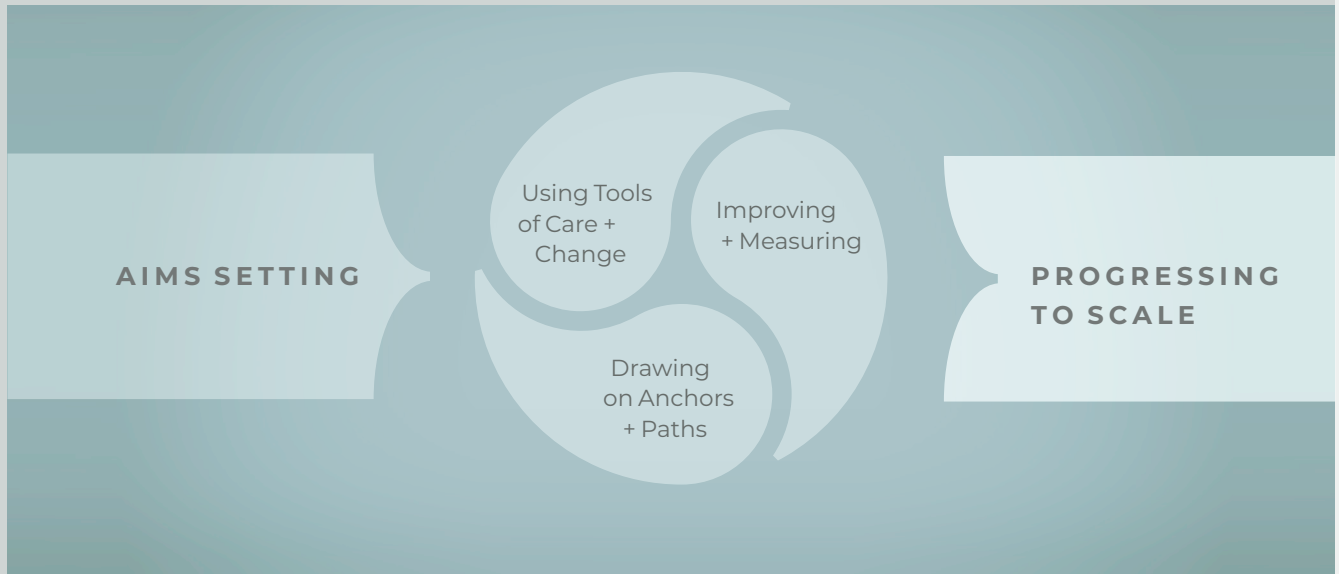 AIMS SETTING
Using Tools
of Care +
Change
Improving
+ Measuring
Drawing
on Anchors
+ Paths
PROGRESSING
TO SCALE